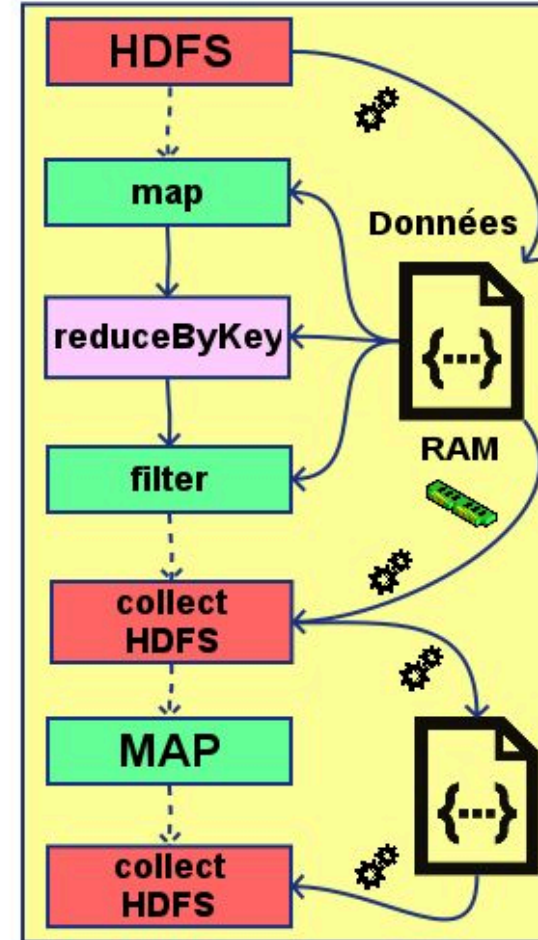 HDFS
map
Données
reduceByKey
{...}
RAM
filter
collect
HDFS
MAP
{...}
collect
HDFS